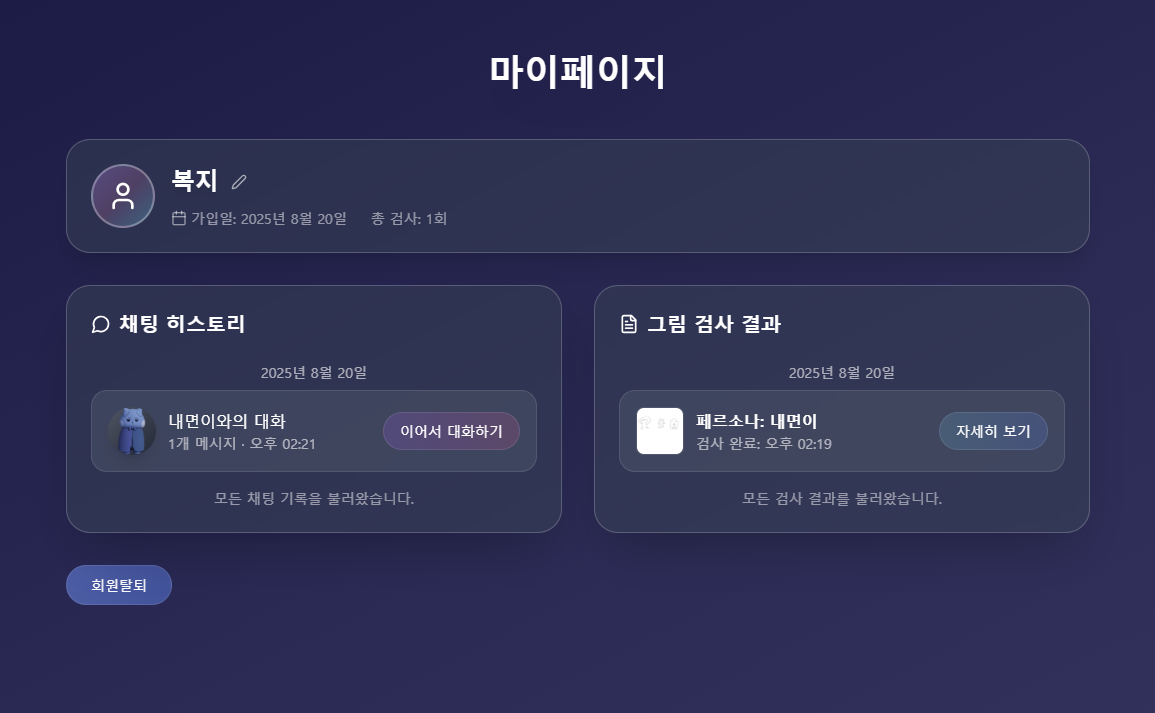 마이페이지
복지
가입일: 2025년 8월 20일 총 검사: 1회
채팅 히스토리
2025년 8월 20일
내면이와의 대화
1개 메시지 · 오후 02:21
이어서 대화하기
모든 채팅 기록을 불러왔습니다.
그림 검사 결과
2025년 8월 20일
페르소나: 내면이
검사 완료: 오후 02:19
자세히 보기
모든 검사 결과를 불러왔습니다.
회원탈퇴